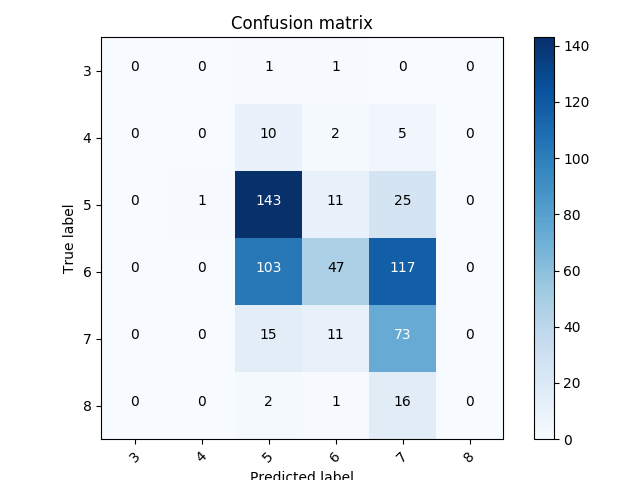 Confusion matrix
3 0 0 1 1 0 0
4 0 0 10 2 5 0
5 0 1 143 11 25 0
6 0 0 103 47 117 0
7 0 0 15 11 73 0
8 0 0 2 1 16 0
3 4 5 6 7 8
True label
Predicted label
140
120
100
80
60
40
20
0